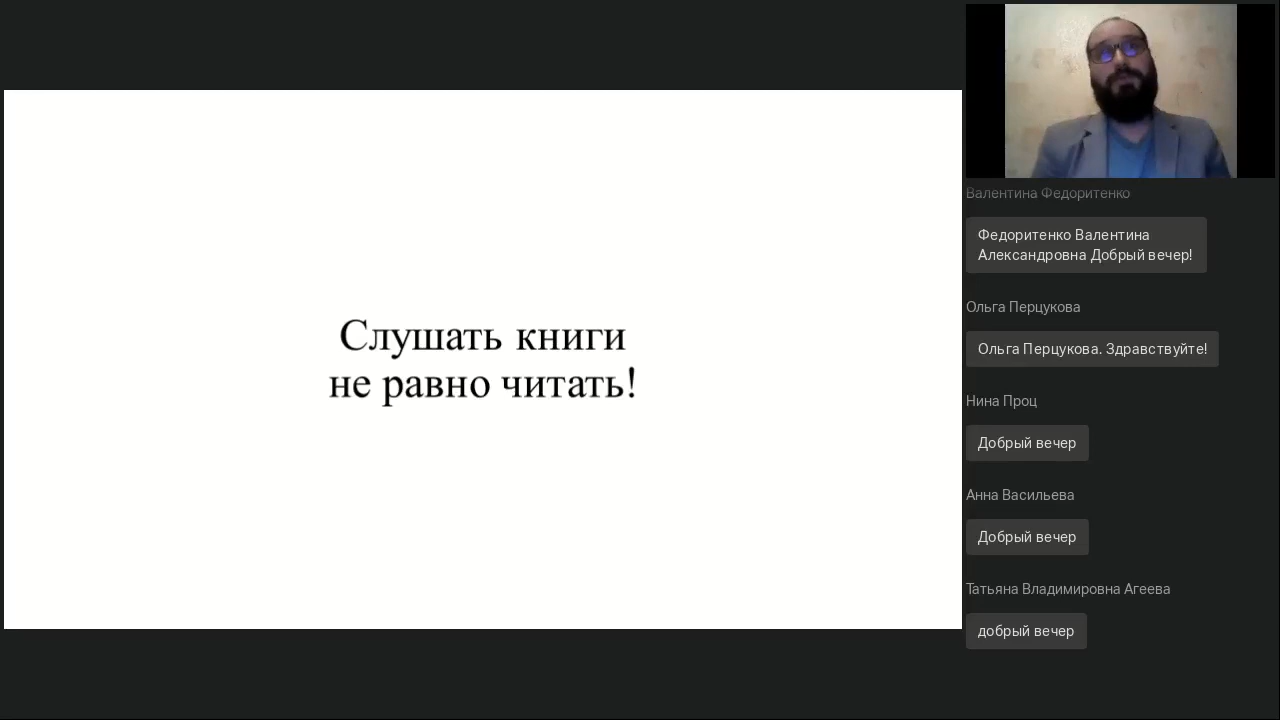 Слушать книги
не равно читать!
Валентина Федоритенко
Федоритенко Валентина
Александровна Добрый вечер!
Ольга Перцукова
Ольга Перцукова. Здравствуйте!
Нина Проц
Добрый вечер
Анна Васильева
Добрый вечер
Татьяна Владимировна Агеева
добрый вечер